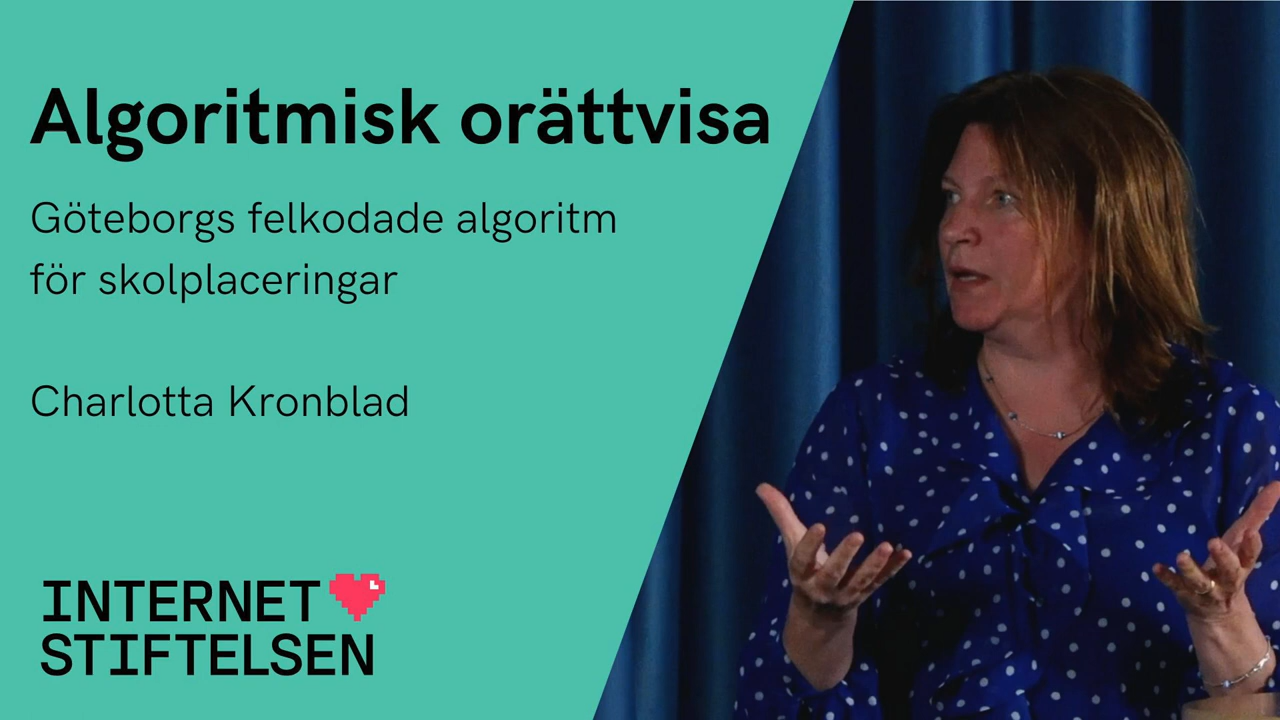 Algoritmisk orättvisa
Göteborgs felkodade algoritm
för skolplaceringar
Charlotta Kronblad
INTERNET
STIFTELSEN